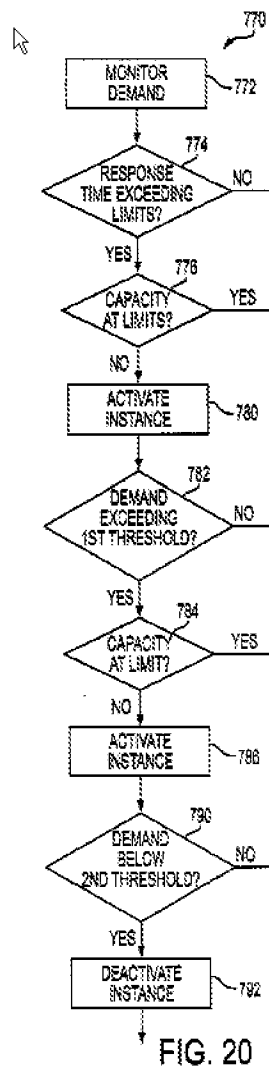 770
MONITOR
DEMAND
772
774
RESPONSE
TIME EXCEEDING
LIMITS?
NO
YES
776
CAPACITY
AT LIMITS?
YES
NO
ACTIVATE
INSTANCE
780
782
DEMAND
EXCEEDING
1ST THRESHOLD?
NO
YES
784
CAPACITY
AT LIMIT?
YES
NO
ACTIVATE
INSTANCE
786
790
DEMAND
BELOW
2ND THRESHOLD?
NO
YES
DEACTIVATE
INSTANCE
792
FIG. 20